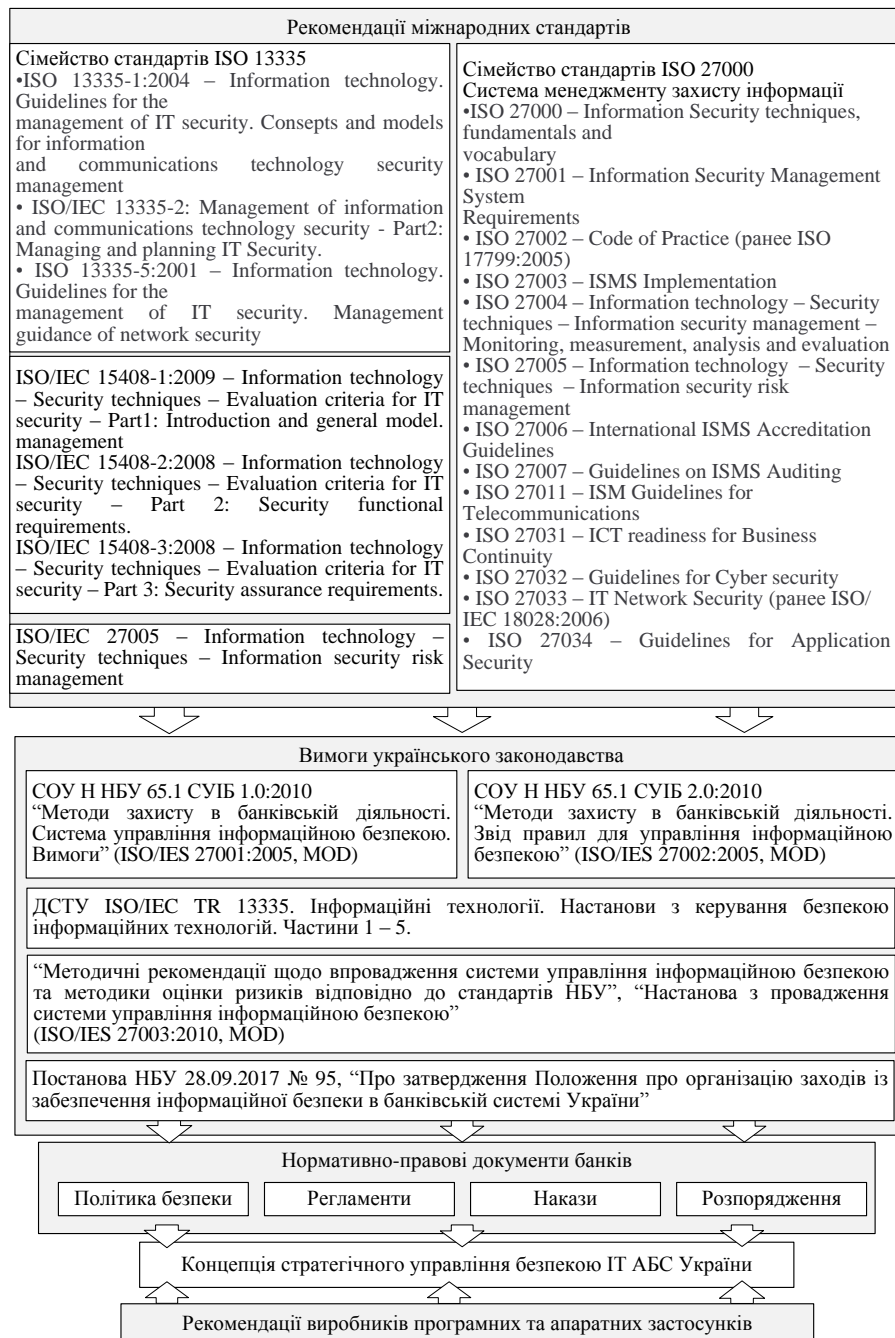 Рекомендації міжнародних стандартів
Сімейство стандартів ISO 13335
•ISO 13335-1:2004 – Information technology.
Guidelines for the
management of IT security. Consepts and models
for information
and communications technology security
management
• ISO/IEC 13335-2: Management of information
and communications technology security - Part2:
Managing and planning IT Security.
• ISO 13335-5:2001 – Information technology.
Guidelines for the
management of IT security. Management
guidance of network security
ISO/IEC 15408-1:2009 – Information technology
– Security techniques – Evaluation criteria for IT
security – Part1: Introduction and general model.
management
ISO/IEC 15408-2:2008 – Information technology
– Security techniques – Evaluation criteria for IT
security – Part 2: Security functional
requirements.
ISO/IEC 15408-3:2008 – Information technology
– Security techniques – Evaluation criteria for IT
security – Part 3: Security assurance requirements.
ISO/IEC 27005 – Information technology –
Security techniques – Information security risk
management
Сімейство стандартів ISO 27000
Система менеджменту захисту інформації
•ISO 27000 – Information Security techniques,
fundamentals and
vocabulary
• ISO 27001 – Information Security Management
System
Requirements
• ISO 27002 – Code of Practice (ранее ISO
17799:2005)
• ISO 27003 – ISMS Implementation
• ISO 27004 – Information technology – Security
techniques – Information security management –
Monitoring, measurement, analysis and evaluation
• ISO 27005 – Information technology – Security
techniques – Information security risk
management
• ISO 27006 – International ISMS Accreditation
Guidelines
• ISO 27007 – Guidelines on ISMS Auditing
• ISO 27011 – ISM Guidelines for
Telecommunications
• ISO 27031 – ICT readiness for Business
Continuity
• ISO 27032 – Guidelines for Cyber security
• ISO 27033 – IT Network Security (ранее ISO/
IEC 18028:2006)
• ISO 27034 – Guidelines for Application
Security
Вимоги українського законодавства
СОУ Н НБУ 65.1 СУІБ 1.0:2010
“Методи захисту в банківській діяльності.
Система управління інформаційною безпекою.
Вимоги” (ISO/IES 27001:2005, MOD)
СОУ Н НБУ 65.1 СУІБ 2.0:2010
“Методи захисту в банківській діяльності.
Звід правил для управління інформаційною
безпекою” (ISO/IES 27002:2005, MOD)
ДСТУ ISO/IEC TR 13335. Інформаційні технології. Настанови з керування безпекою
інформаційних технологій. Частини 1 – 5.
“Методичні рекомендації щодо впровадження системи управління інформаційною безпекою
та методики оцінки ризиків відповідно до стандартів НБУ”, “Настанова з провадження
системи управління інформаційною безпекою”
(ISO/IES 27003:2010, MOD)
Постанова НБУ 28.09.2017 № 95, “Про затвердження Положення про організацію заходів із
забезпечення інформаційної безпеки в банківській системі України”
Нормативно-правові документи банків
Політика безпеки
Регламенти
Накази
Розпорядження
Концепція стратегічного управління безпекою ІТ АБС України
Рекомендації виробників програмних та апаратних застосунків